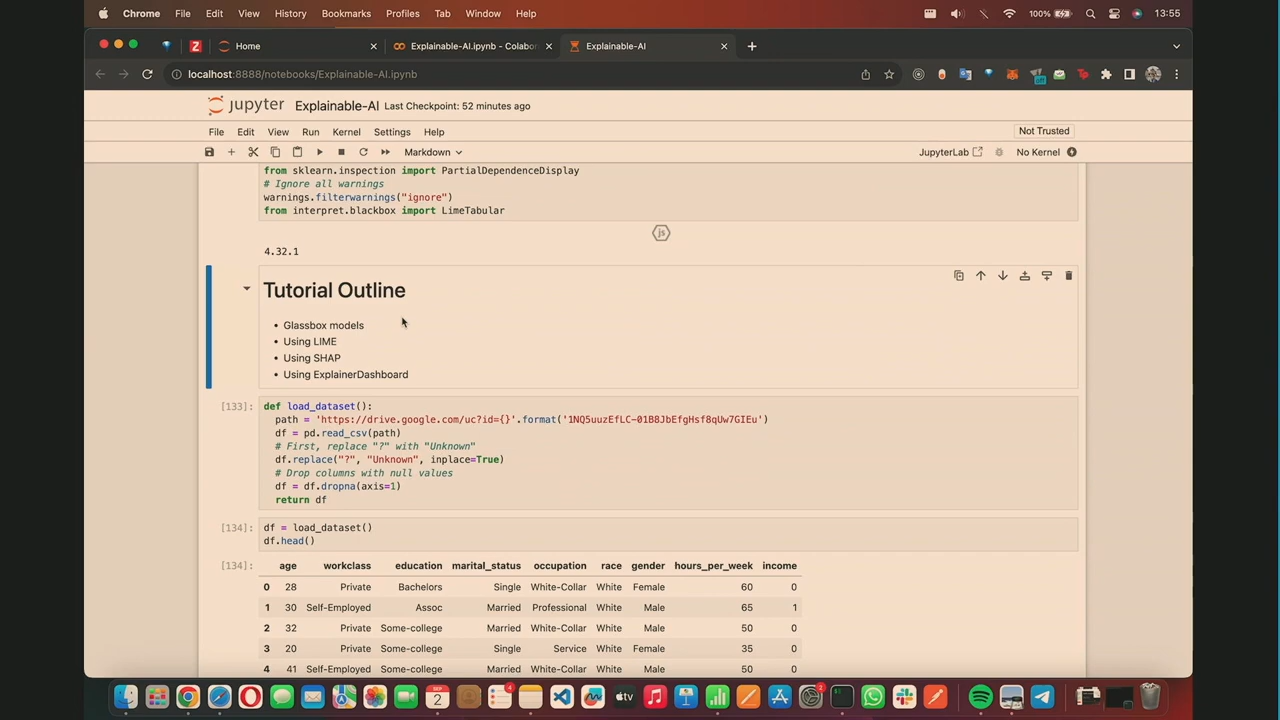 Chrome File Edit View History Bookmarks Profiles Tab Window Help 100% 13:55
Z Home Explainable-AI.ipynb - Colabor Explainable-AI
localhost:8888/notebooks/Explainable-AI.ipynb
jupyter Explainable-AI Last Checkpoint: 52 minutes ago
File Edit View Run Kernel Settings Help Not Trusted
Markdown JupyterLab No Kernel
from sklearn.inspection import PartialDependenceDisplay
# Ignore all warnings
warnings.filterwarnings("ignore")
from interpret.blackbox import LimeTabular
js
4.32.1
Tutorial Outline
• Glassbox models
• Using LIME
• Using SHAP
• Using ExplainerDashboard
[133]: def load_dataset():
path = 'https://drive.google.com/uc?id={}'.format('1NQ5uuzEfLC-01B8JbEfgHsf8qUw7GIEu')
df = pd.read_csv(path)
# First, replace "?" with "Unknown"
df.replace("?", "Unknown", inplace=True)
# Drop columns with null values
df = df.dropna(axis=1)
return df
[134]: df = load_dataset()
df.head()
[134]: age workclass education marital_status occupation race gender hours_per_week income
0 28 Private Bachelors Single White-Collar White Female 60 0
1 30 Self-Employed Assoc Married Professional White Male 65 1
2 32 Private Some-college Married White-Collar White Male 50 0
3 20 Private Some-college Single Service White Female 35 0
4 41 Self-Employed Some-college Married White-Collar White Male 50 0